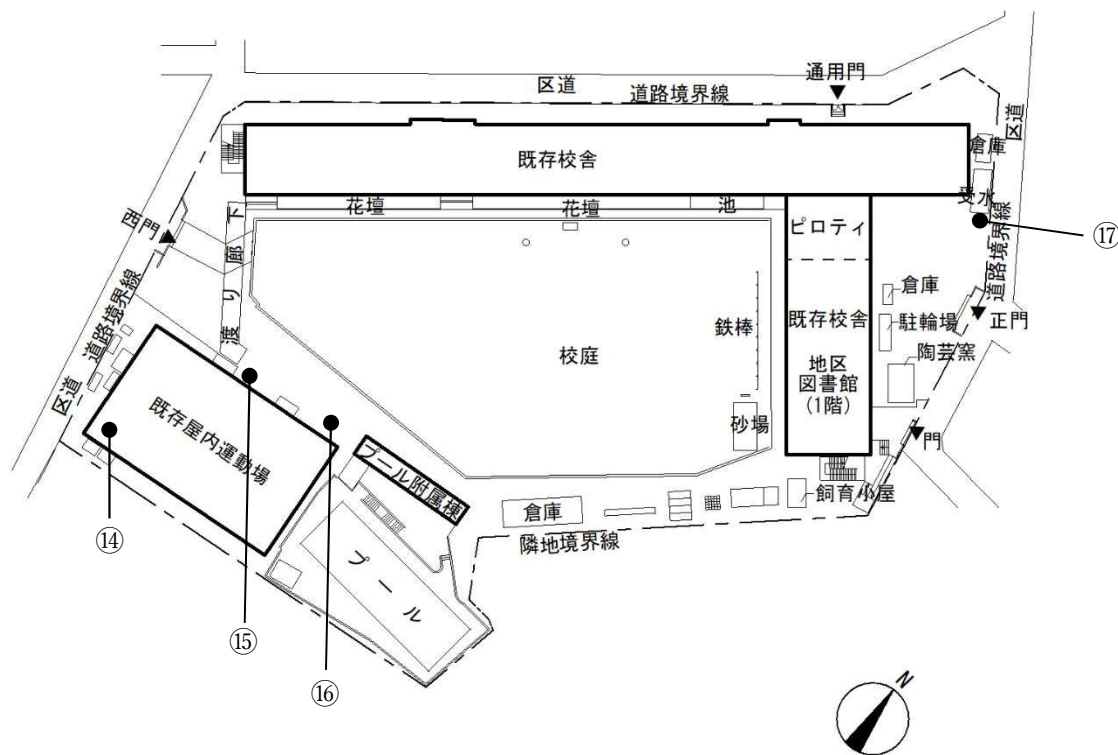 通用門
区道
道路境界線
区道
倉庫
既存校舎
受水
花壇
花壇
池
西門
渡り廊下
ピロティ
道路境界線
⑰
倉庫
鉄棒
既存校舎
駐輪場
正門
校庭
陶芸窯
地区
図書館
(1階)
道路境界線
区道
既存屋内運動場
砂場
門
プール附属棟
飼育小屋
倉庫
隣地境界線
⑭
プール
⑮
⑯
N